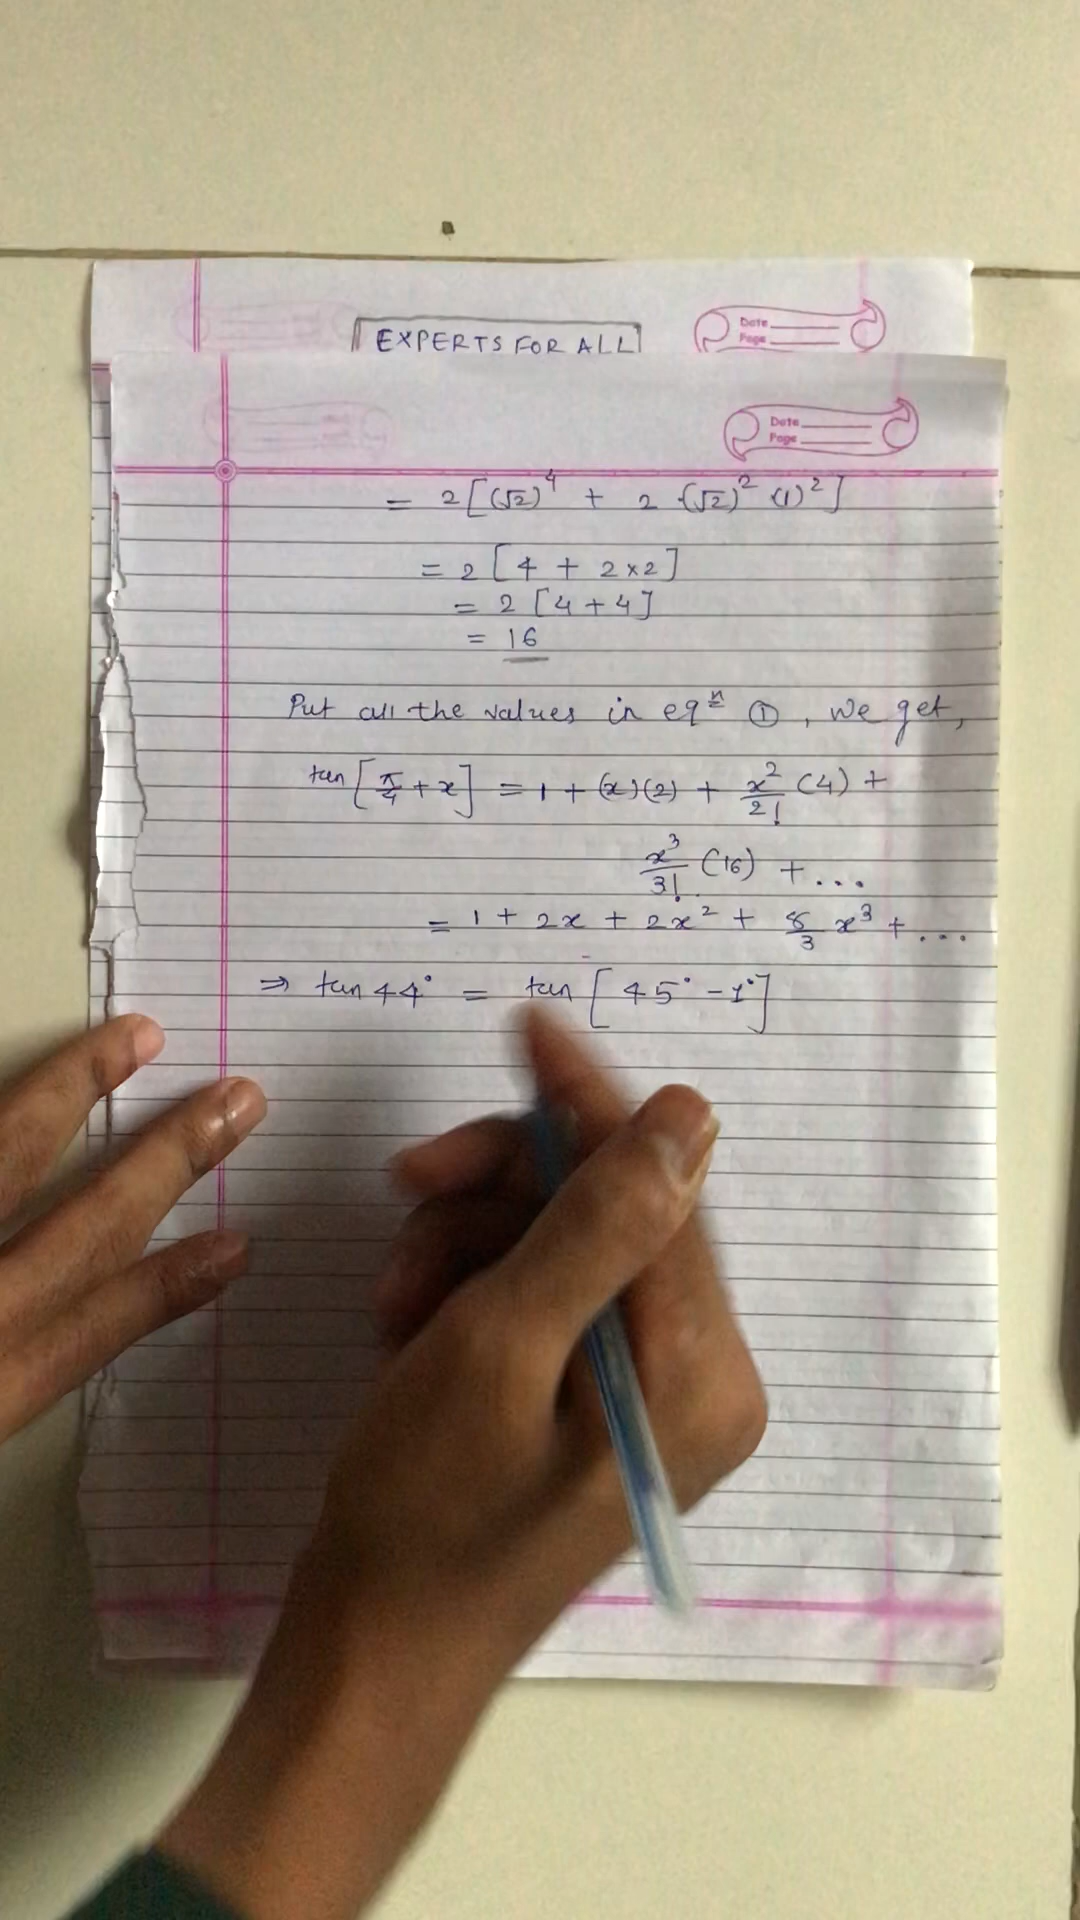 EXPERTS FOR ALL
Date
Page
Date
Page
= 2[(√2)⁴ + 2 (√2)² (1)²]
= 2[4 + 2×2]
= 2[4+4]
= 16
Put all the values in eqⁿ ①, we get,
tan[π/4 + x] = 1 + (x)(2) + x²/2! (4) +
x³/3! (16) + ...
= 1 + 2x + 2x² + 8/3 x³ + ...
⇒ tan 44° = tan [45° - 1°]